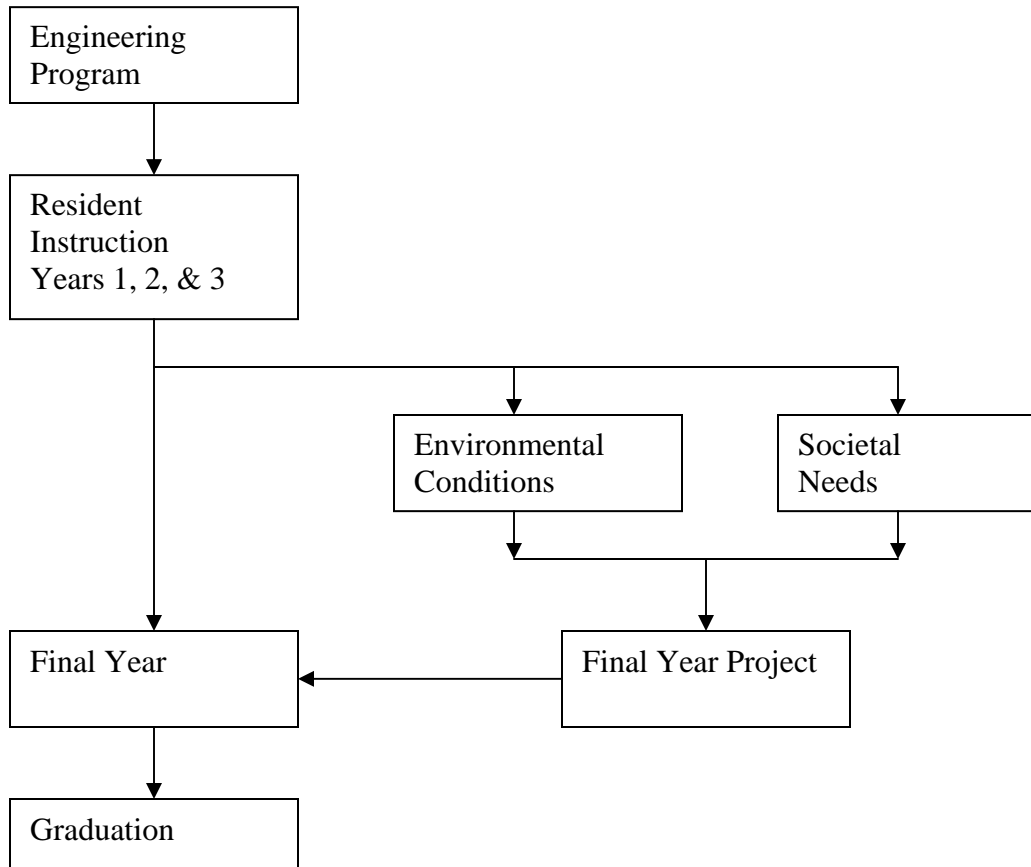 Engineering
Program
Resident
Instruction
Years 1, 2, & 3
Environmental
Conditions
Societal
Needs
Final Year
Final Year Project
Graduation